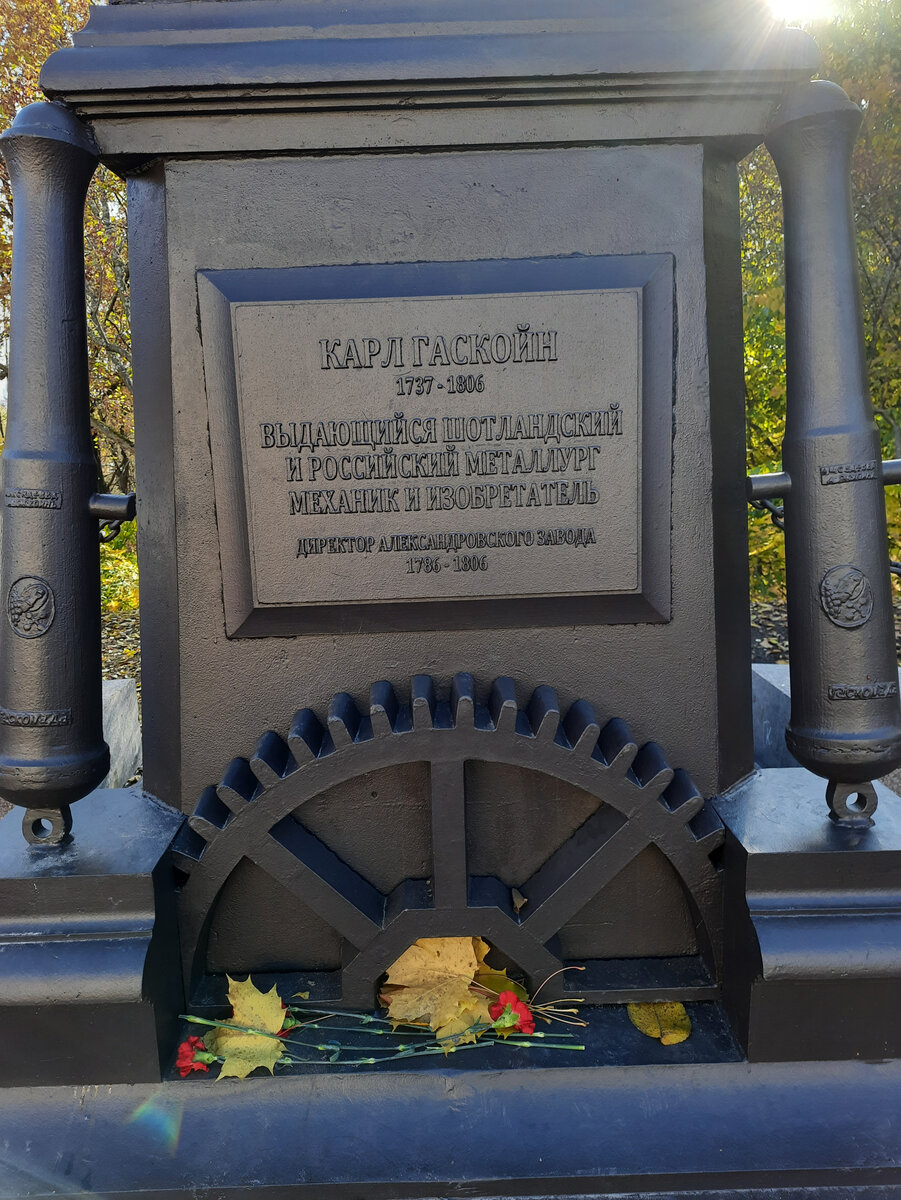 КАРЛ ГАСКОЙН
1737 - 1806
ВЫДАЮЩИЙСЯ ШОТЛАНДСКИЙ
И РОССИЙСКИЙ МЕТАЛЛУРГ
МЕХАНИК И ИЗОБРЕТАТЕЛЬ
ДИРЕКТОР АЛЕКСАНДРОВСКОГО ЗАВОДА
1786 - 1806